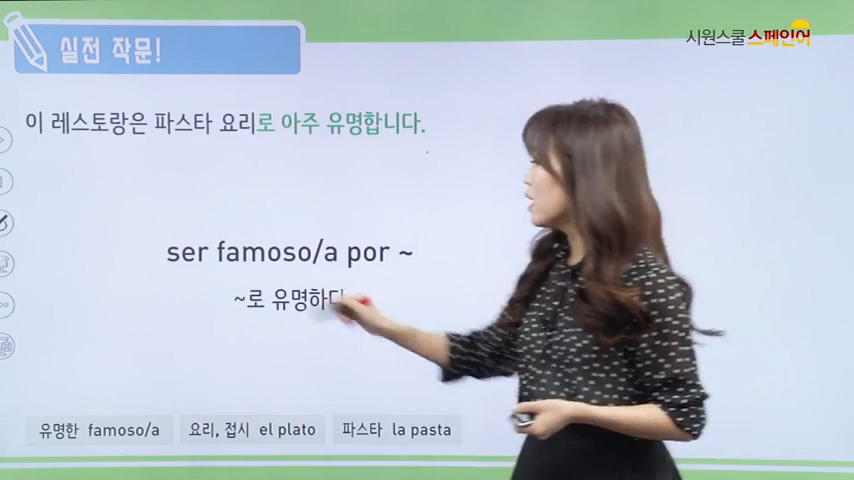 실전 작문!
시원스쿨 스페인어
이 레스토랑은 파스타 요리로 아주 유명합니다.
ser famoso/a por ~
~로 유명하다
유명한 famoso/a 요리, 접시 el plato 파스타 la pasta